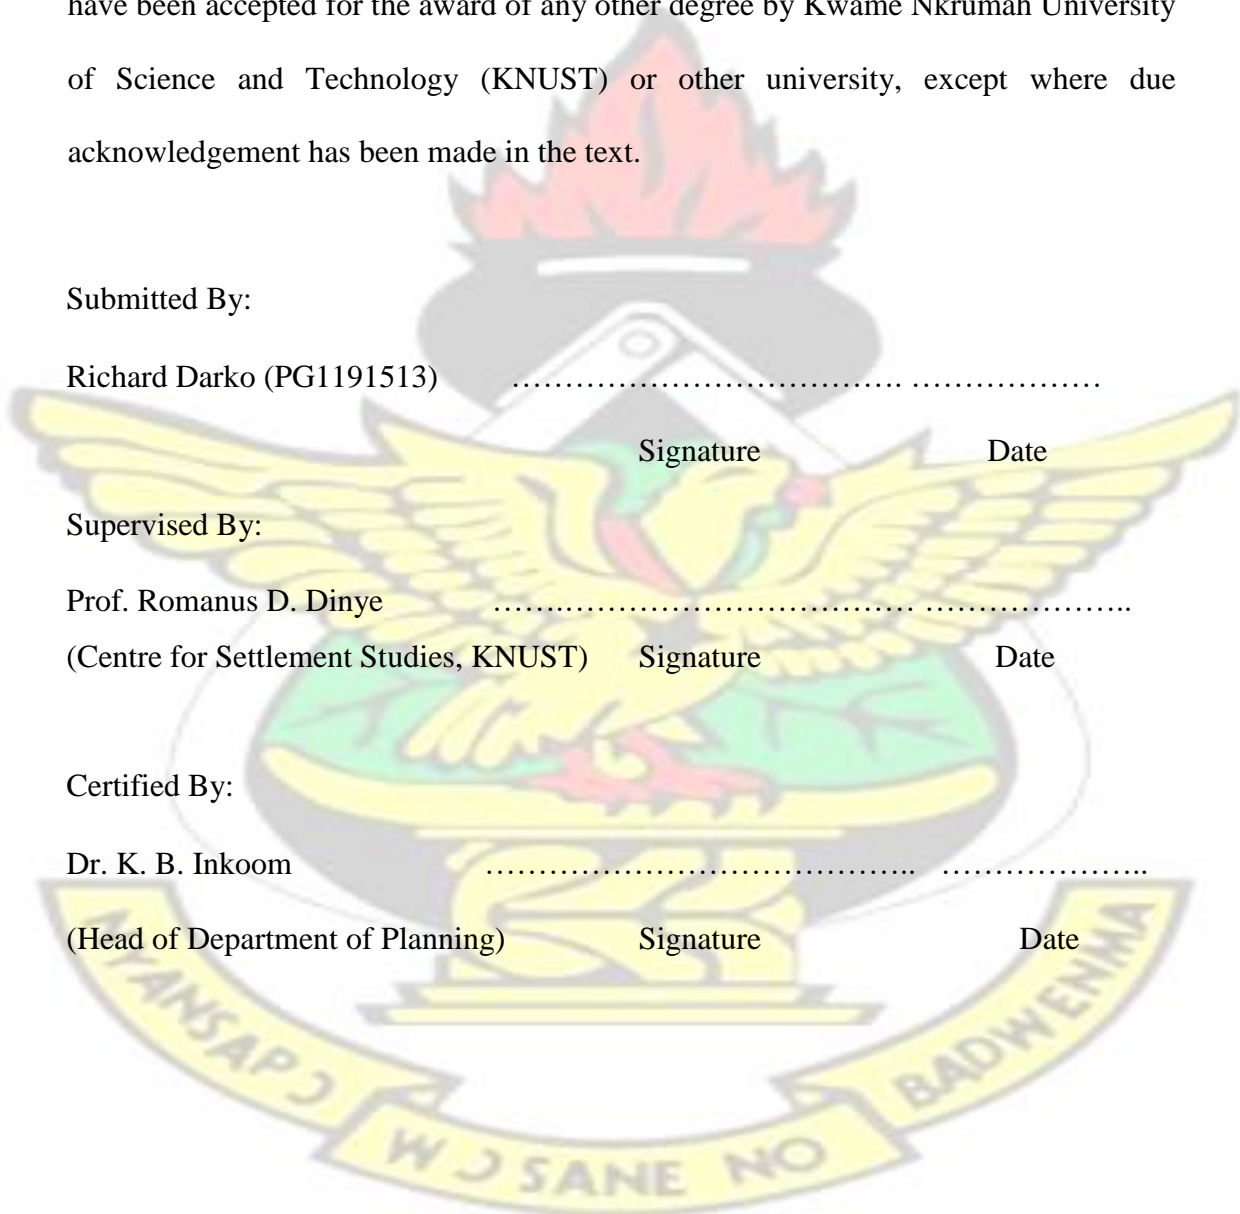 have been accepted for the award of any other degree by Kwame Nkrumah University
of Science and Technology (KNUST) or other university, except where due
acknowledgement has been made in the text.
Submitted By:
Richard Darko (PG1191513) ………………………………. ………………
Signature Date
Supervised By:
Prof. Romanus D. Dinye …….…………………………… ………………..
(Centre for Settlement Studies, KNUST) Signature Date
Certified By:
Dr. K. B. Inkoom ………………………………….. ………………..
(Head of Department of Planning) Signature Date
NYANSAPƆ
WƆ SANE NO
BADWENMA